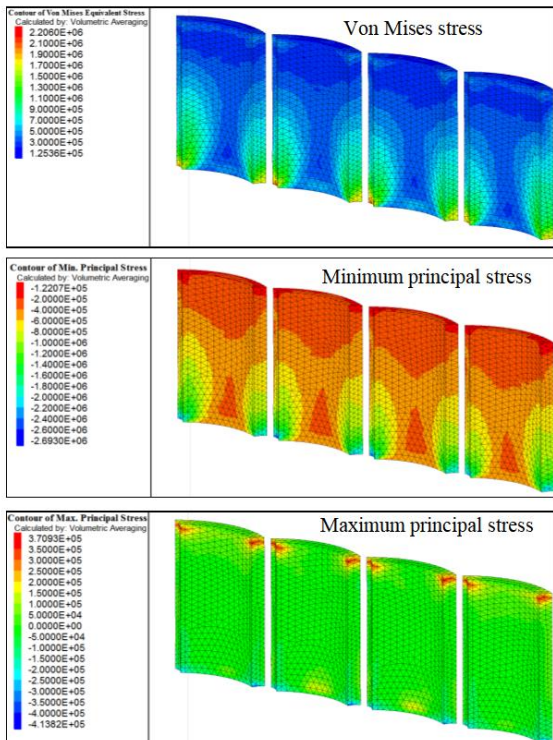 Contour of Von Mises Equivalent Stress
Calculated by: Volumetric Averaging
2.2060E+06
2.1000E+06
1.9000E+06
1.7000E+06
1.5000E+06
1.3000E+06
1.1000E+06
9.0000E+05
7.0000E+05
5.0000E+05
3.0000E+05
1.2536E+05
Von Mises stress
Contour of Min. Principal Stress
Calculated by: Volumetric Averaging
-1.2207E+05
-2.0000E+05
-4.0000E+05
-6.0000E+05
-8.0000E+05
-1.0000E+06
-1.2000E+06
-1.4000E+06
-1.6000E+06
-1.8000E+06
-2.0000E+06
-2.2000E+06
-2.4000E+06
-2.6000E+06
-2.6930E+06
Minimum principal stress
Contour of Max. Principal Stress
Calculated by: Volumetric Averaging
3.7093E+05
3.5000E+05
3.0000E+05
2.5000E+05
2.0000E+05
1.5000E+05
1.0000E+05
5.0000E+04
0.0000E+00
-5.0000E+04
-1.0000E+05
-1.5000E+05
-2.0000E+05
-2.5000E+05
-3.0000E+05
-3.5000E+05
-4.0000E+05
-4.1382E+05
Maximum principal stress